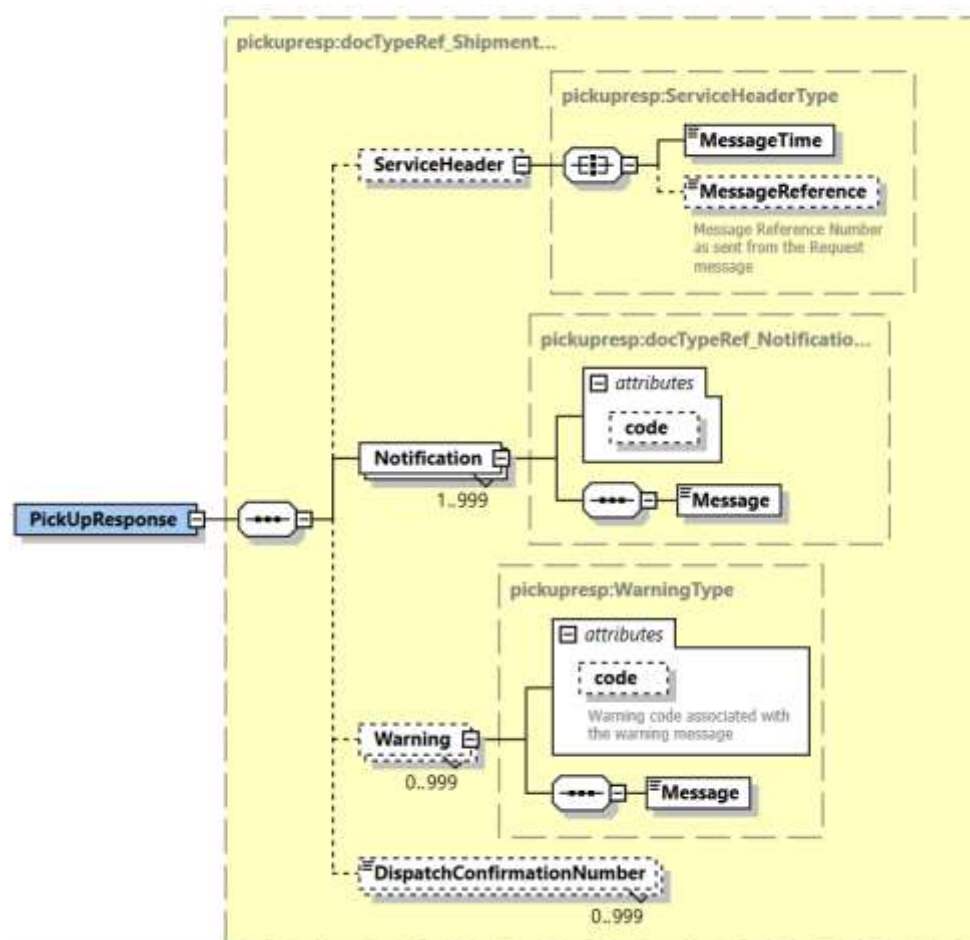 pickupresp:docTypeRef_Shipment...
pickupresp:ServiceHeaderType
MessageTime
ServiceHeader
MessageReference
Message Reference Number
as sent from the Request
message
pickupresp:docTypeRef_Notificatio...
attributes
code
Notification
1..999
Message
PickUpResponse
pickupresp:WarningType
attributes
code
Warning code associated with
the warning message
Warning
0..999
Message
DispatchConfirmationNumber
0..999